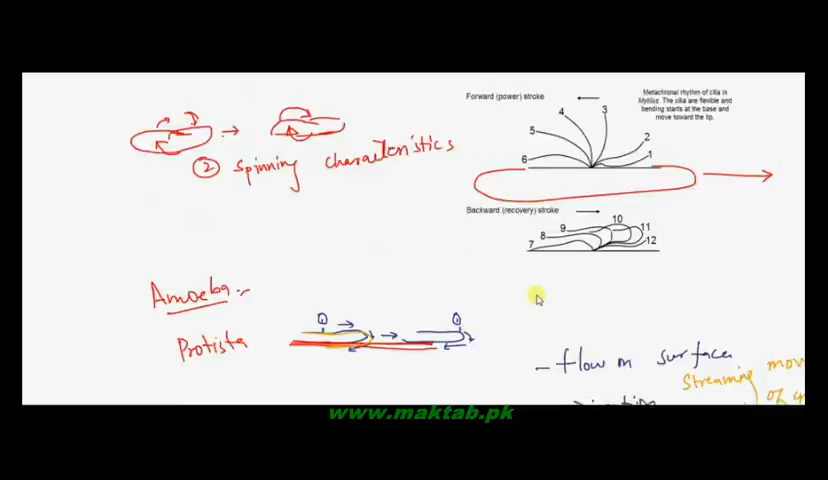 Forward (power) stroke
Metachronal rhythm of cilia in
Mytilus. The cilia are flexible and
bending starts at the base and
move toward the tip.
1
2
3
4
5
6
② Spinning characteristics
Backward (recovery) stroke
7
8
9
10
11
12
Amoeba
Protista
- flow on surface
Streaming mov
of
www.maktab.pk